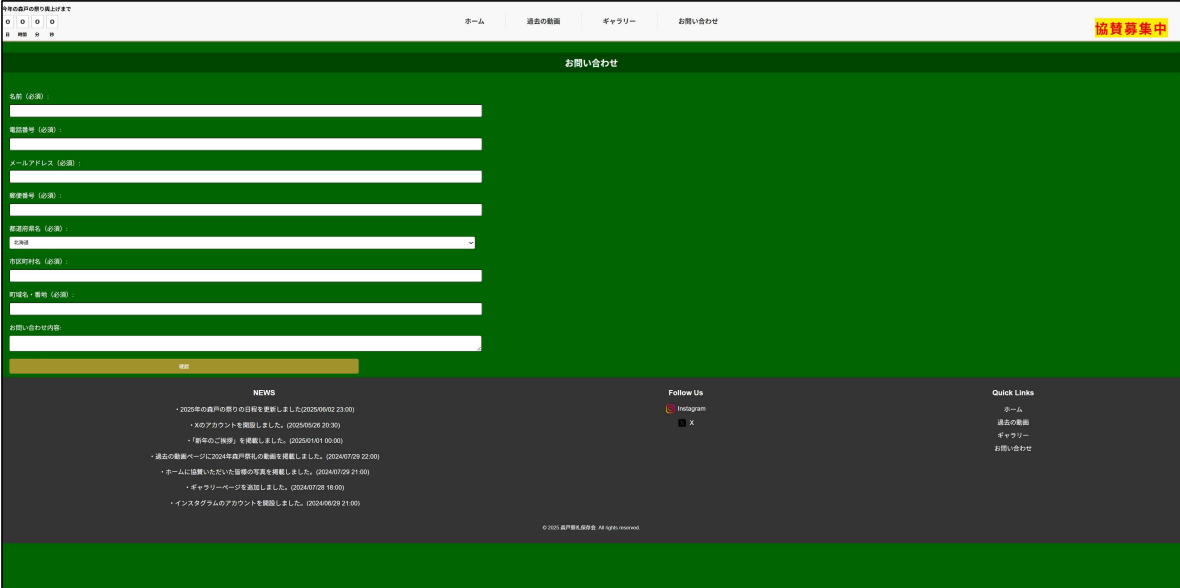 今年の森戸の祭り囃上げまで
0 0 0 0
日 時間 分 秒
ホーム 過去の動画 ギャラリー お問い合わせ
協賛募集中
お問い合わせ
名前（必須）:
電話番号（必須）:
メールアドレス（必須）:
郵便番号（必須）:
都道府県名（必須）:
北海道
市区町村名（必須）:
町域名・番地（必須）:
お問い合わせ内容:
確認
NEWS
・2025年の森戸の祭りの日程を更新しました(2025/06/02 23:00)
・Xのアカウントを開設しました。(2025/05/26 20:30)
・「新年のご挨拶」を掲載しました。(2025/01/01 00:00)
・過去の動画ページに2024年森戸祭礼の動画を掲載しました。(2024/07/29 22:00)
・ホームに協賛いただいた皆様の写真を掲載しました。(2024/07/29 21:00)
・ギャラリーページを追加しました。(2024/07/28 18:00)
・インスタグラムのアカウントを開設しました。(2024/06/29 21:00)
Follow Us
Instagram
X
Quick Links
ホーム
過去の動画
ギャラリー
お問い合わせ
© 2025 森戸祭礼保存会. All rights reserved.